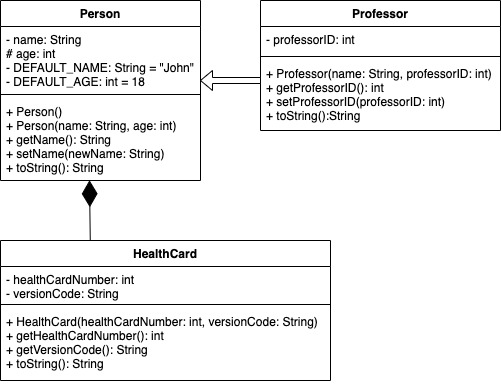 Person
- name: String
# age: int
- DEFAULT_NAME: String = "John"
- DEFAULT_AGE: int = 18
+ Person()
+ Person(name: String, age: int)
+ getName(): String
+ setName(newName: String)
+ toString(): String
Professor
- professorID: int
+ Professor(name: String, professorID: int)
+ getProfessorID(): int
+ setProfessorID(professorID: int)
+ toString():String
HealthCard
- healthCardNumber: int
- versionCode: String
+ HealthCard(healthCardNumber: int, versionCode: String)
+ getHealthCardNumber(): int
+ getVersionCode(): String
+ toString(): String